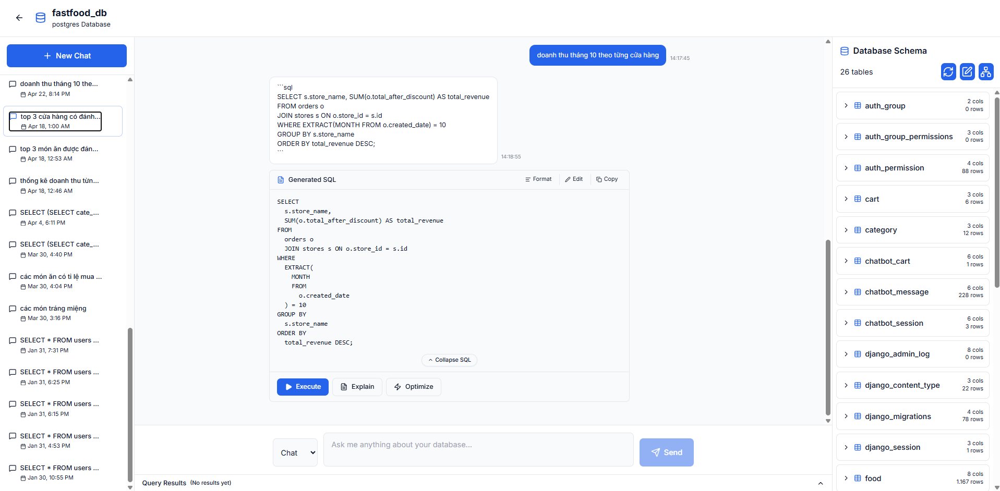 fastfood_db
postgres Database
New Chat
doanh thu tháng 10 the...
Apr 22, 8:14 PM
top 3 cửa hàng có đánh...
Apr 18, 1:00 AM
top 3 món ăn được đán...
Apr 18, 12:53 AM
thống kê doanh thu từn...
Apr 18, 12:46 AM
SELECT (SELECT cate_...
Apr 4, 6:11 PM
SELECT (SELECT cate_...
Mar 30, 4:40 PM
các món ăn có tỉ lệ mua ...
Mar 30, 4:04 PM
các món tráng miệng
Mar 30, 3:16 PM
SELECT * FROM users ...
Jan 31, 7:31 PM
SELECT * FROM users ...
Jan 31, 6:25 PM
SELECT * FROM users ...
Jan 31, 6:15 PM
SELECT * FROM users ...
Jan 31, 4:53 PM
SELECT * FROM users ...
Jan 30, 10:55 PM
doanh thu tháng 10 theo từng cửa hàng
14:17:45
```sql
SELECT s.store_name, SUM(o.total_after_discount) AS total_revenue
FROM orders o
JOIN stores s ON o.store_id = s.id
WHERE EXTRACT(MONTH FROM o.created_date) = 10
GROUP BY s.store_name
ORDER BY total_revenue DESC;
```
14:18:55
Generated SQL
Format
Edit
Copy
SELECT
s.store_name,
SUM(o.total_after_discount) AS total_revenue
FROM
orders o
JOIN stores s ON o.store_id = s.id
WHERE
EXTRACT(
MONTH
FROM
o.created_date
) = 10
GROUP BY
s.store_name
ORDER BY
total_revenue DESC;
Collapse SQL
Execute
Explain
Optimize
Chat
Ask me anything about your database...
Send
Query Results (No results yet)
Database Schema
26 tables
auth_group
2 cols
0 rows
auth_group_permissions
3 cols
0 rows
auth_permission
4 cols
88 rows
cart
3 cols
6 rows
category
3 cols
12 rows
chatbot_cart
6 cols
1 rows
chatbot_message
6 cols
228 rows
chatbot_session
6 cols
3 rows
django_admin_log
8 cols
0 rows
django_content_type
3 cols
22 rows
django_migrations
4 cols
78 rows
django_session
3 cols
1 rows
food
8 cols
1.167 rows